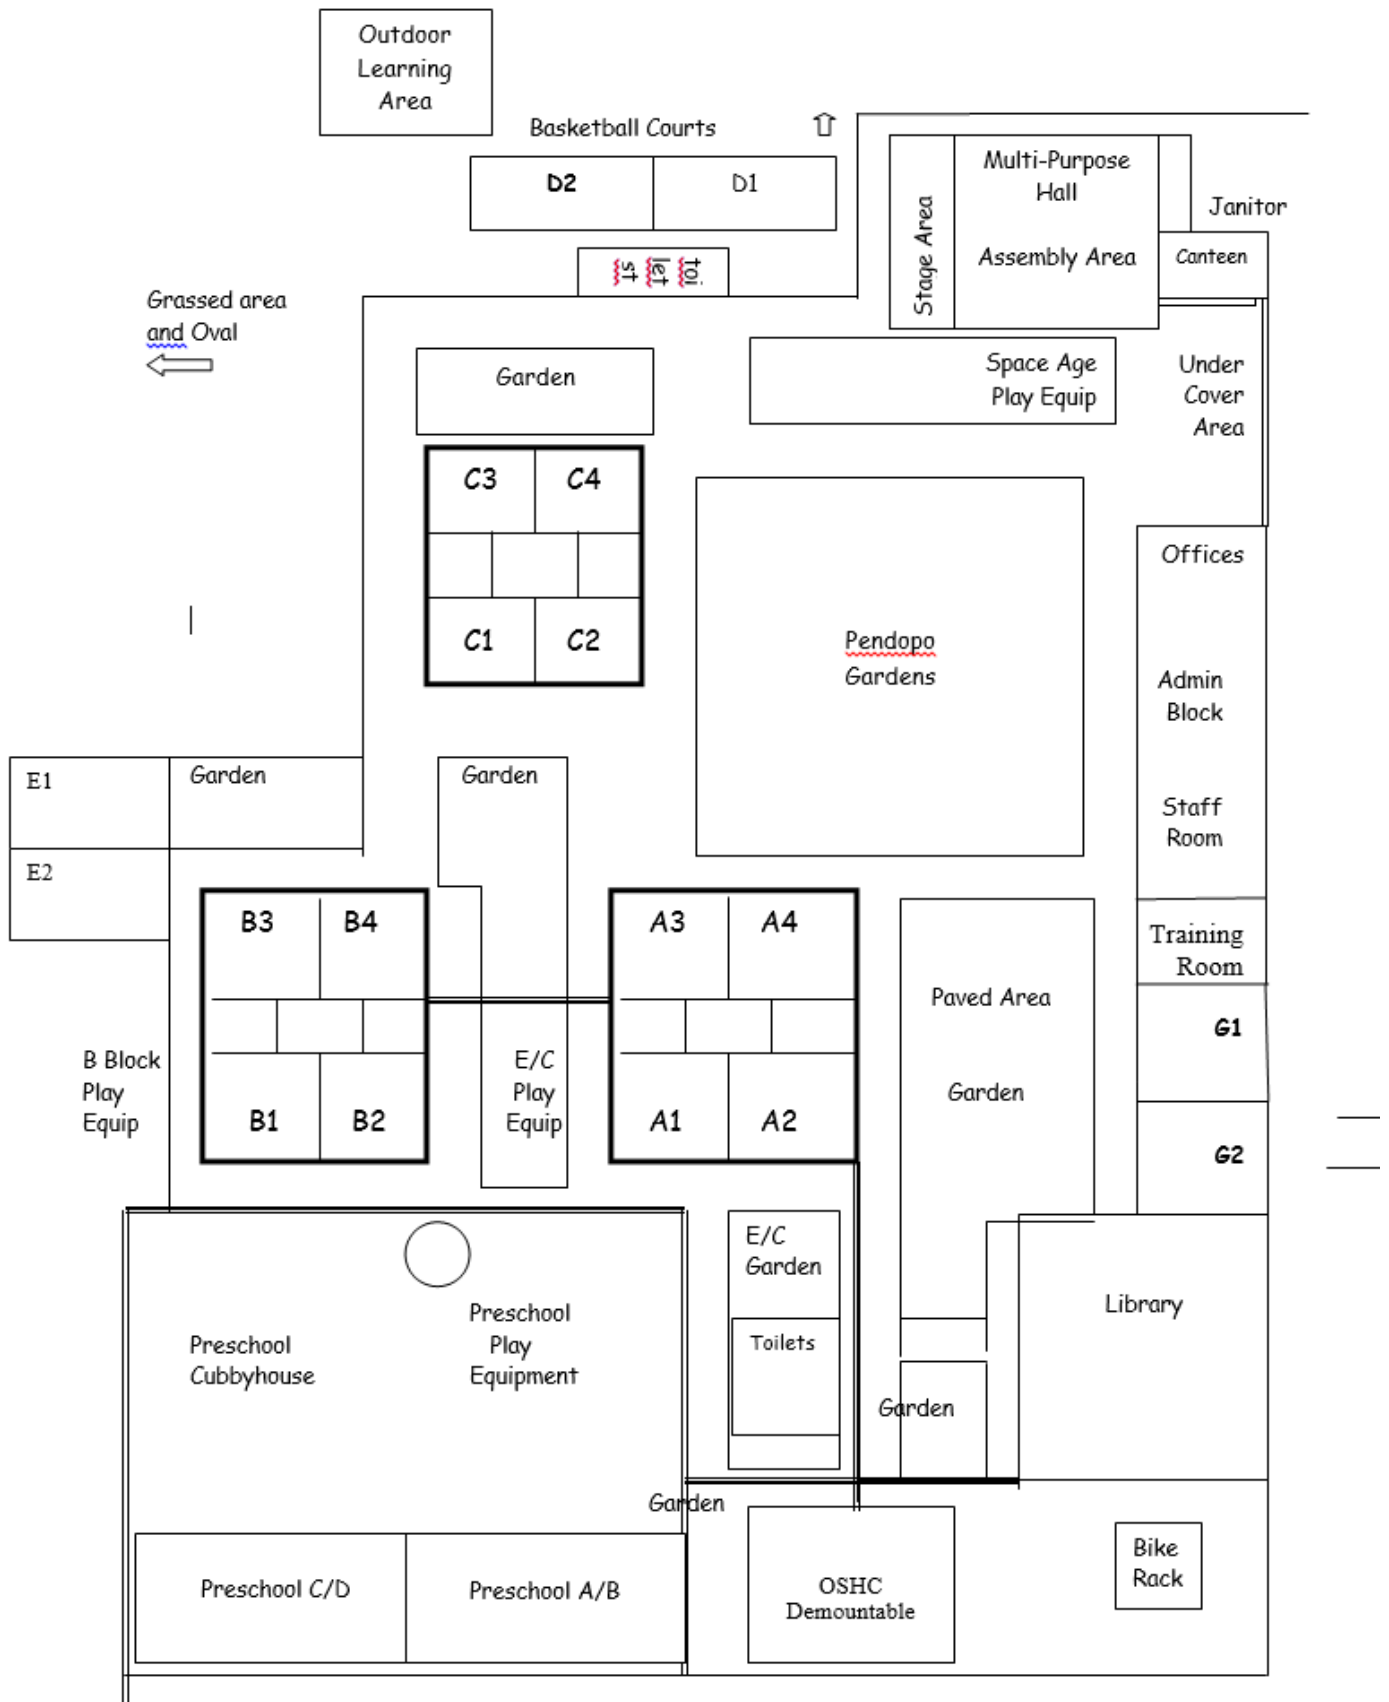 Outdoor
Learning
Area
Basketball Courts
D2
D1
toi
let
st
Multi-Purpose
Hall
Assembly Area
Stage Area
Janitor
Canteen
Grassed area
and Oval
Garden
Space Age
Play Equip
Under
Cover
Area
C3
C4
C1
C2
Pendopo
Gardens
Offices
Admin
Block
Staff
Room
E1
Garden
Garden
E2
B3
B4
A3
A4
Training
Room
Paved Area
Garden
G1
B Block
Play
Equip
E/C
Play
Equip
B1
B2
A1
A2
G2
E/C
Garden
Toilets
Library
Preschool
Cubbyhouse
Preschool
Play
Equipment
Garden
Garden
Preschool C/D
Preschool A/B
OSHC
Demountable
Bike
Rack